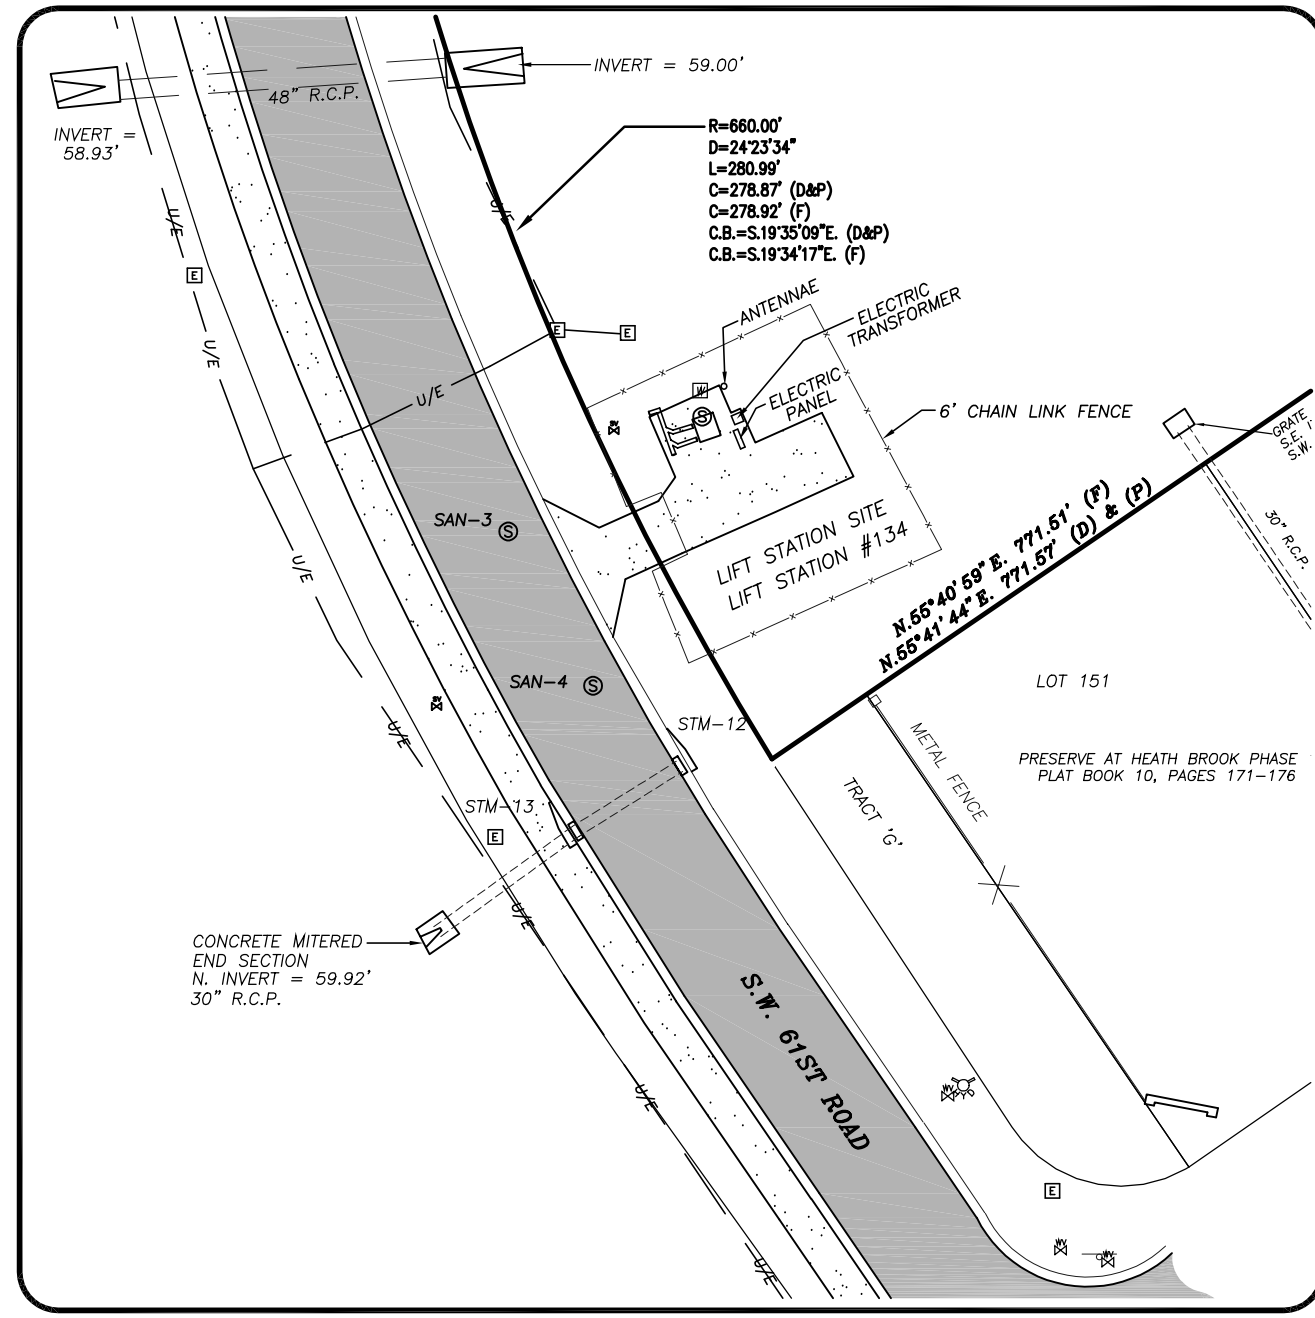 INVERT = 59.00'
48" R.C.P.
INVERT =
58.93'
R=660.00'
D=24°23'34"
L=280.99'
C=278.87' (D&P)
C=278.92' (F)
C.B.=S.19°35'09"E. (D&P)
C.B.=S.19°34'17"E. (F)
U/E
U/E
E
U/E
ANTENNAE
ELECTRIC
TRANSFORMER
E
E
U/E
W
S
ELECTRIC
PANEL
6' CHAIN LINK FENCE
GRATE
S.E.
S.W.
SAN-3
S
LIFT STATION SITE
LIFT STATION #134
N.55°40'59"E. 771.51' (F)
N.55°41'44"E. 771.57' (D) & (P)
30" R.C.P.
U/E
SAN-4
S
LOT 151
U/E
STM-12
METAL FENCE
PRESERVE AT HEATH BROOK PHASE
PLAT BOOK 10, PAGES 171-176
TRACT 'G'
STM-13
E
U/E
CONCRETE MITERED
END SECTION
N. INVERT = 59.92'
30" R.C.P.
S.W. 61ST ROAD
U/E
WV
E
WV
WV
U/E